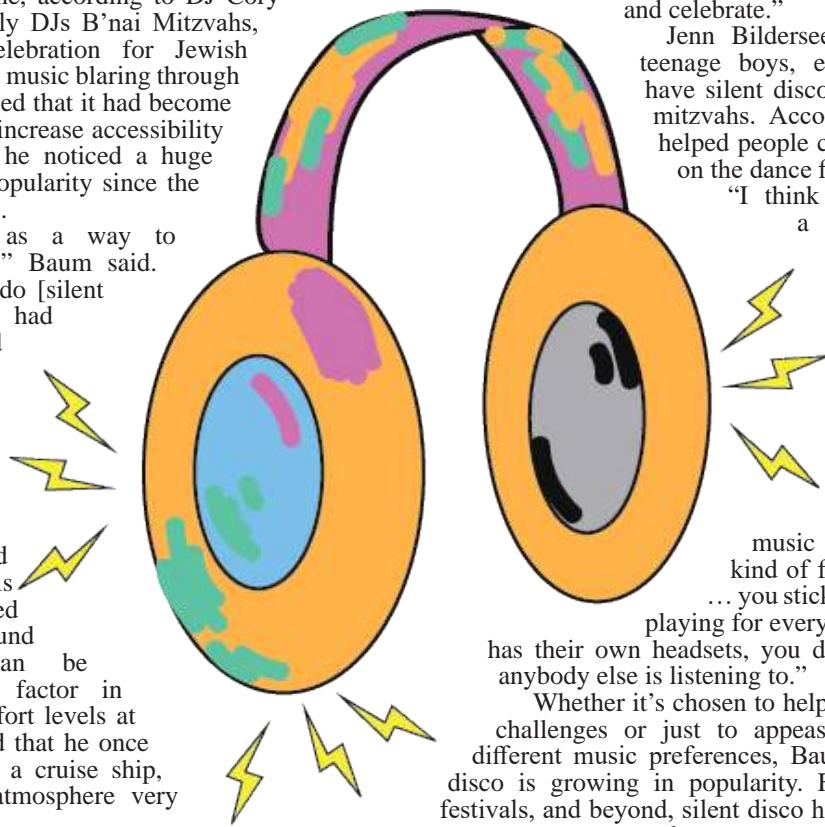 according to DJ Cory
ly DJs B'nai Mitzvahs,
elebration for Jewish
music blaring through
ed that it had become
increase accessibility
he noticed a huge
opularity since the
.
as a way to
" Baum said.
do [silent
had
d
is
ed
und
an be
factor in
fort levels at
d that he once
a cruise ship,
atmosphere very
and celebrate."
Jenn Bildersee
teenage boys, e
have silent disco
mitzvahs. Acco
helped people c
on the dance f
"I think
a
music
kind of f
… you stick
playing for every
has their own headsets, you d
anybody else is listening to."
Whether it's chosen to help
challenges or just to appeas
different music preferences, Bau
disco is growing in popularity. H
festivals, and beyond, silent disco h